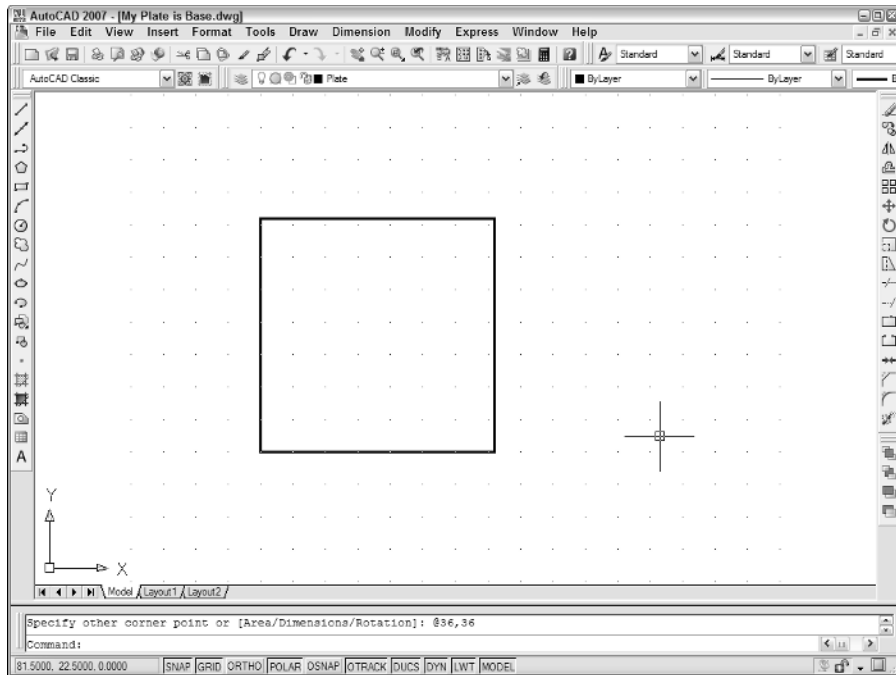 AutoCAD 2007 - [My Plate is Base.dwg]
File Edit View Insert Format Tools Draw Dimension Modify Express Window Help
Standard Standard Standard
AutoCAD Classic Plate ByLayer ByLayer
A
Y
X
Model Layout1 Layout2
Specify other corner point or [Area/Dimensions/Rotation]: @36,36
Command:
81.5000, 22.5000, 0.0000 SNAP GRID ORTHO POLAR OSNAP OTRACK DUCS DYN LWT MODEL